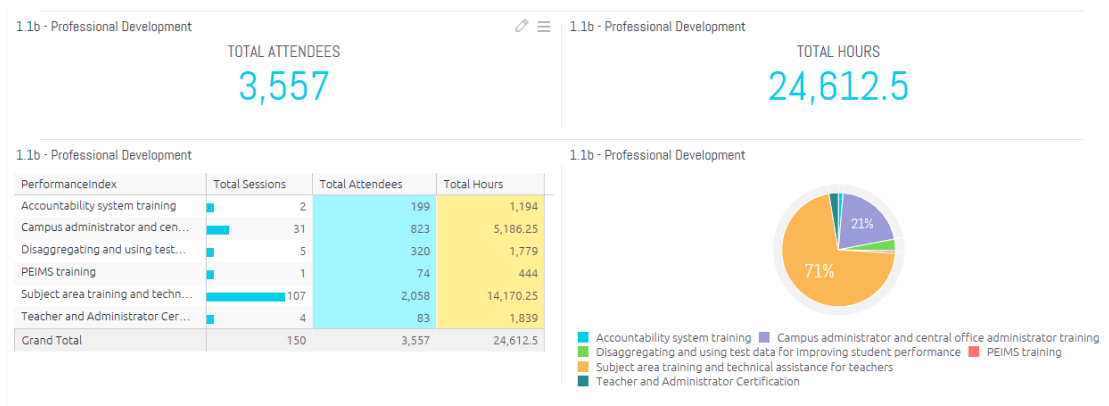 1.1b - Professional Development
TOTAL ATTENDEES
3,557
1.1b - Professional Development
TOTAL HOURS
24,612.5
1.1b - Professional Development
PerformanceIndex Total Sessions Total Attendees Total Hours
Accountability system training 2 199 1,194
Campus administrator and cen... 31 823 5,186.25
Disaggregating and using test... 5 320 1,779
PEIMS training 1 74 444
Subject area training and techn... 107 2,058 14,170.25
Teacher and Administrator Cer... 4 83 1,839
Grand Total 150 3,557 24,612.5
1.1b - Professional Development
21%
71%
Accountability system training Campus administrator and central office administrator training
Disaggregating and using test data for improving student performance PEIMS training
Subject area training and technical assistance for teachers
Teacher and Administrator Certification